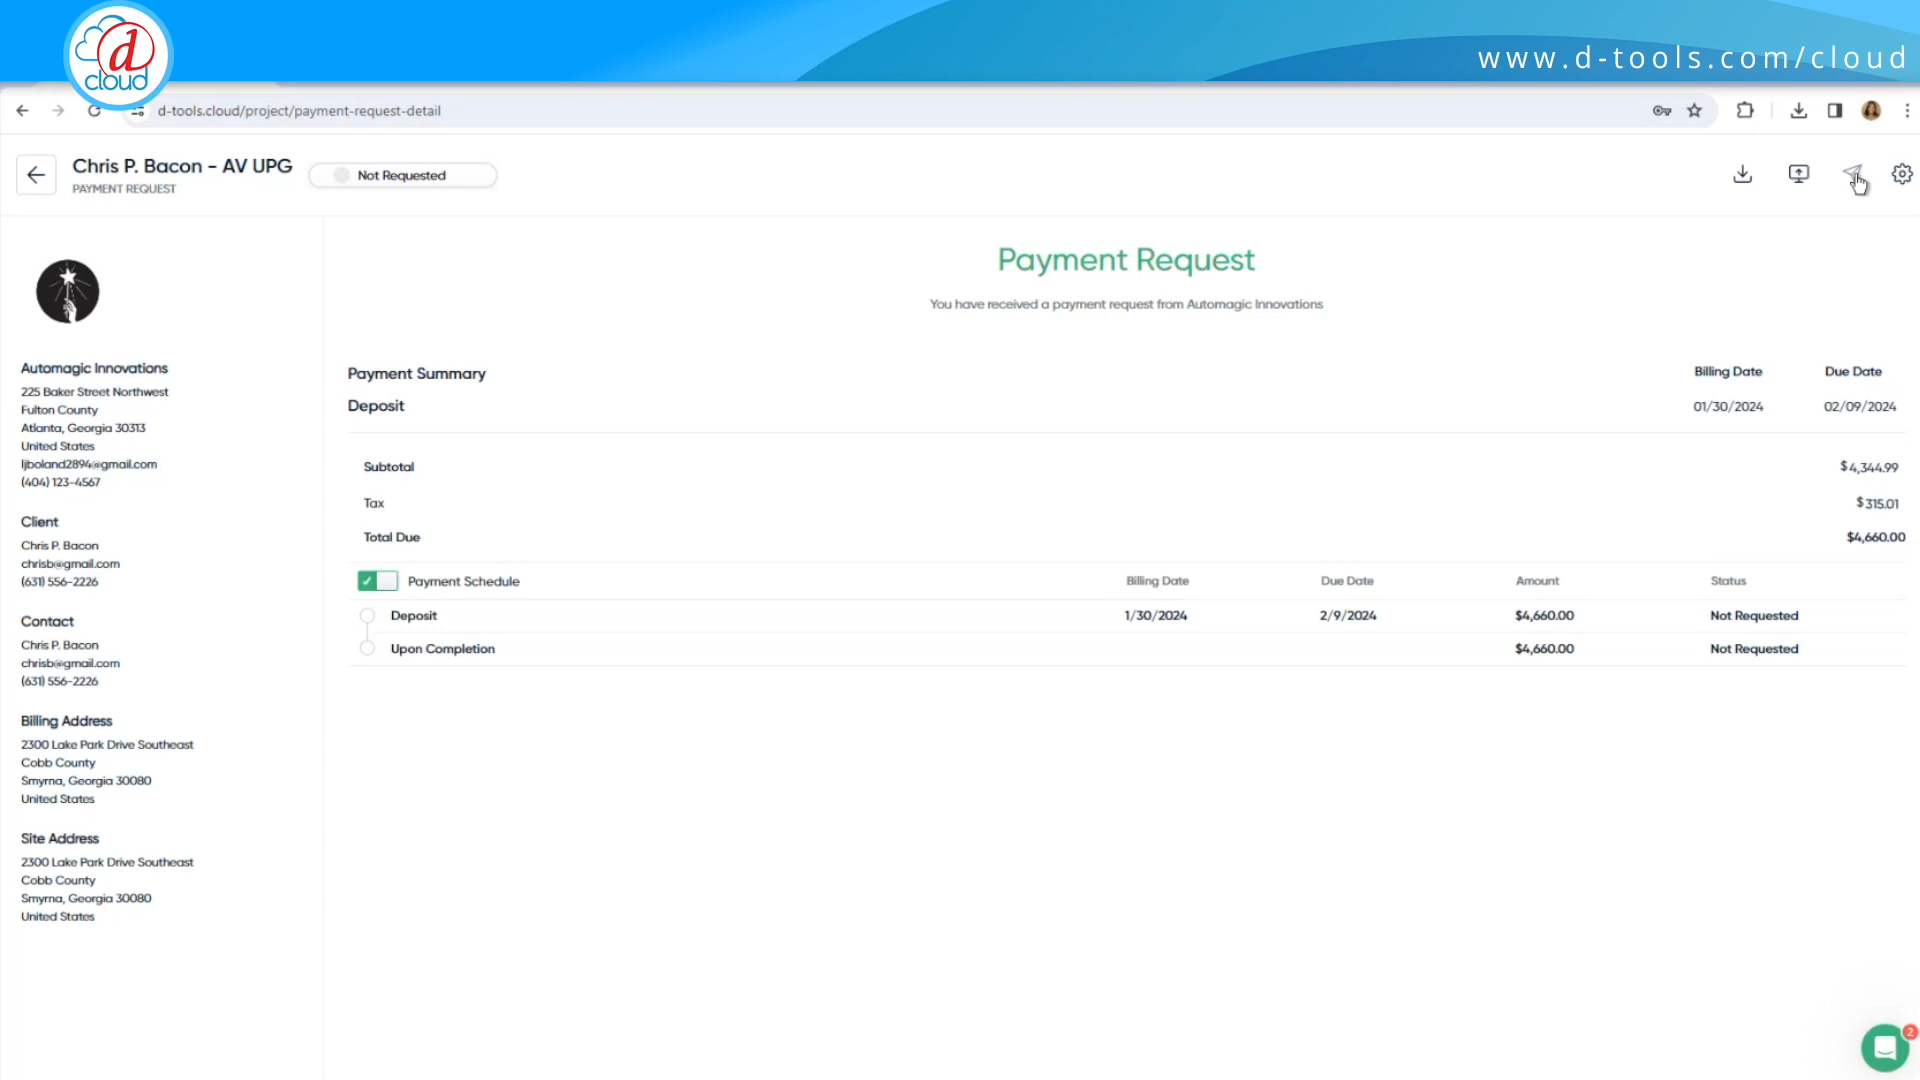 d
cloud
www.d-tools.com/cloud
d-tools.cloud/project/payment-request-detail
Chris P. Bacon - AV UPG
PAYMENT REQUEST
Not Requested
Payment Request
You have received a payment request from Automagic Innovations
Automagic Innovations
225 Baker Street Northwest
Fulton County
Atlanta, Georgia 30313
United States
ljboland2894@gmail.com
(404) 123-4567
Client
Chris P. Bacon
chrisb@gmail.com
(631) 556-2226
Contact
Chris P. Bacon
chrisb@gmail.com
(631) 556-2226
Billing Address
2300 Lake Park Drive Southeast
Cobb County
Smyrna, Georgia 30080
United States
Site Address
2300 Lake Park Drive Southeast
Cobb County
Smyrna, Georgia 30080
United States
Payment Summary Billing Date Due Date
Deposit 01/30/2024 02/09/2024
Subtotal $4,344.99
Tax $315.01
Total Due $4,660.00
Payment Schedule Billing Date Due Date Amount Status
Deposit 1/30/2024 2/9/2024 $4,660.00 Not Requested
Upon Completion $4,660.00 Not Requested
2